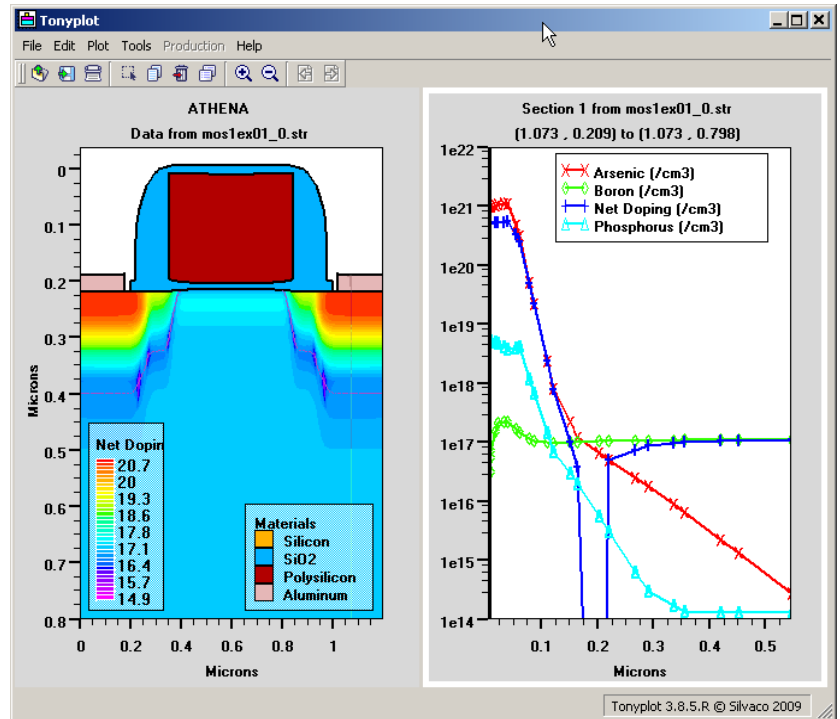 Tonyplot
File Edit Plot Tools Production Help
ATHENA
Data from mos1ex01_0.str
0
0.1
0.2
0.3
0.4
0.5
0.6
0.7
0.8
Microns
0 0.2 0.4 0.6 0.8 1
Microns
Net Dopin
20.7
20
19.3
18.6
17.8
17.1
16.4
15.7
14.9
Materials
Silicon
SiO2
Polysilicon
Aluminum
Section 1 from mos1ex01_0.str
(1.073 , 0.209) to (1.073 , 0.798)
1e22
1e21
1e20
1e19
1e18
1e17
1e16
1e15
1e14
Arsenic (/cm3)
Boron (/cm3)
Net Doping (/cm3)
Phosphorus (/cm3)
0.1 0.2 0.3 0.4 0.5
Microns
Tonyplot 3.8.5.R © Silvaco 2009